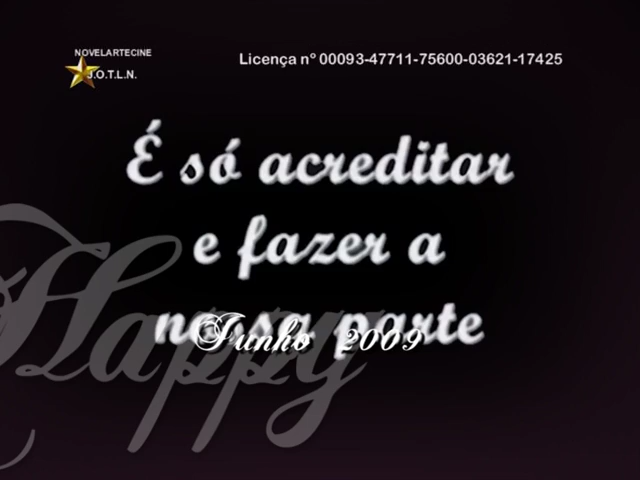 NOVELARTECINE
J.O.T.L.N.
Licença nº 00093-47711-75600-03621-17425
É só acreditar
e fazer a
nossa parte
Junho 2009
Happy